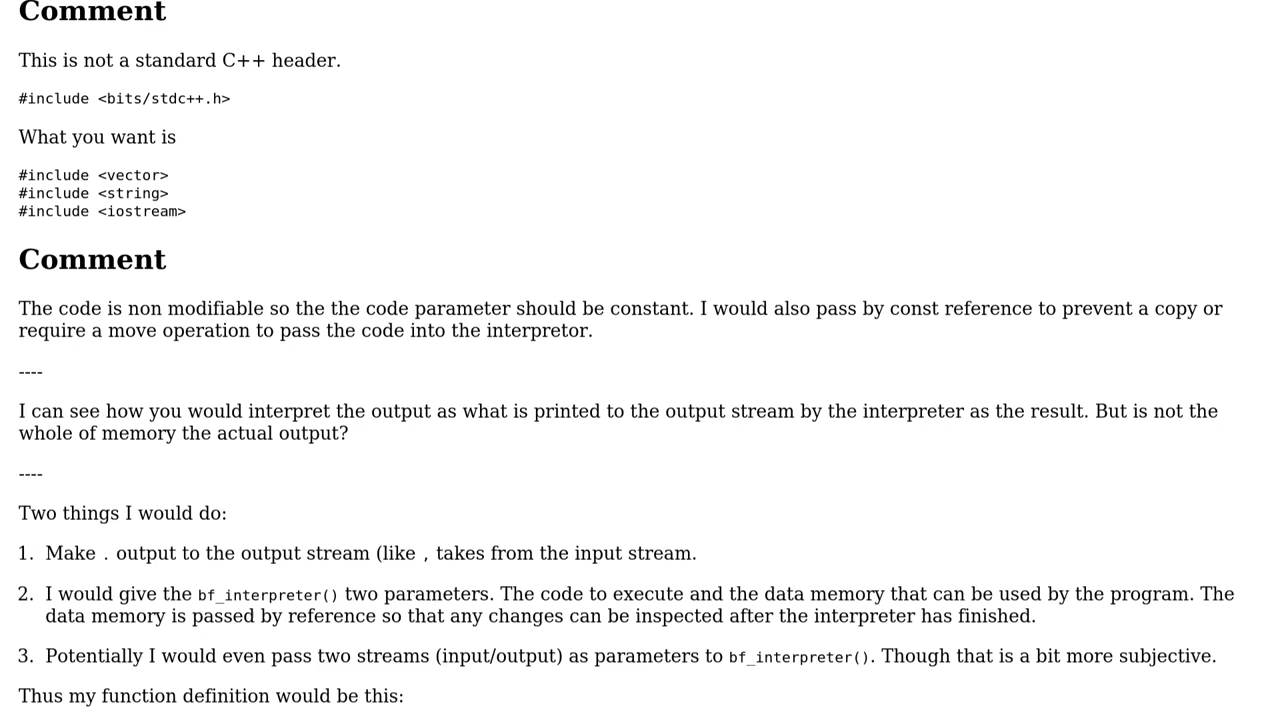 Comment
This is not a standard C++ header.
#include <bits/stdc++.h>
What you want is
#include <vector>
#include <string>
#include <iostream>
Comment
The code is non modifiable so the the code parameter should be constant. I would also pass by const reference to prevent a copy or
require a move operation to pass the code into the interpretor.
----
I can see how you would interpret the output as what is printed to the output stream by the interpreter as the result. But is not the
whole of memory the actual output?
----
Two things I would do:
1. Make . output to the output stream (like , takes from the input stream.
2. I would give the bf_interpreter() two parameters. The code to execute and the data memory that can be used by the program. The
data memory is passed by reference so that any changes can be inspected after the interpreter has finished.
3. Potentially I would even pass two streams (input/output) as parameters to bf_interpreter(). Though that is a bit more subjective.
Thus my function definition would be this: